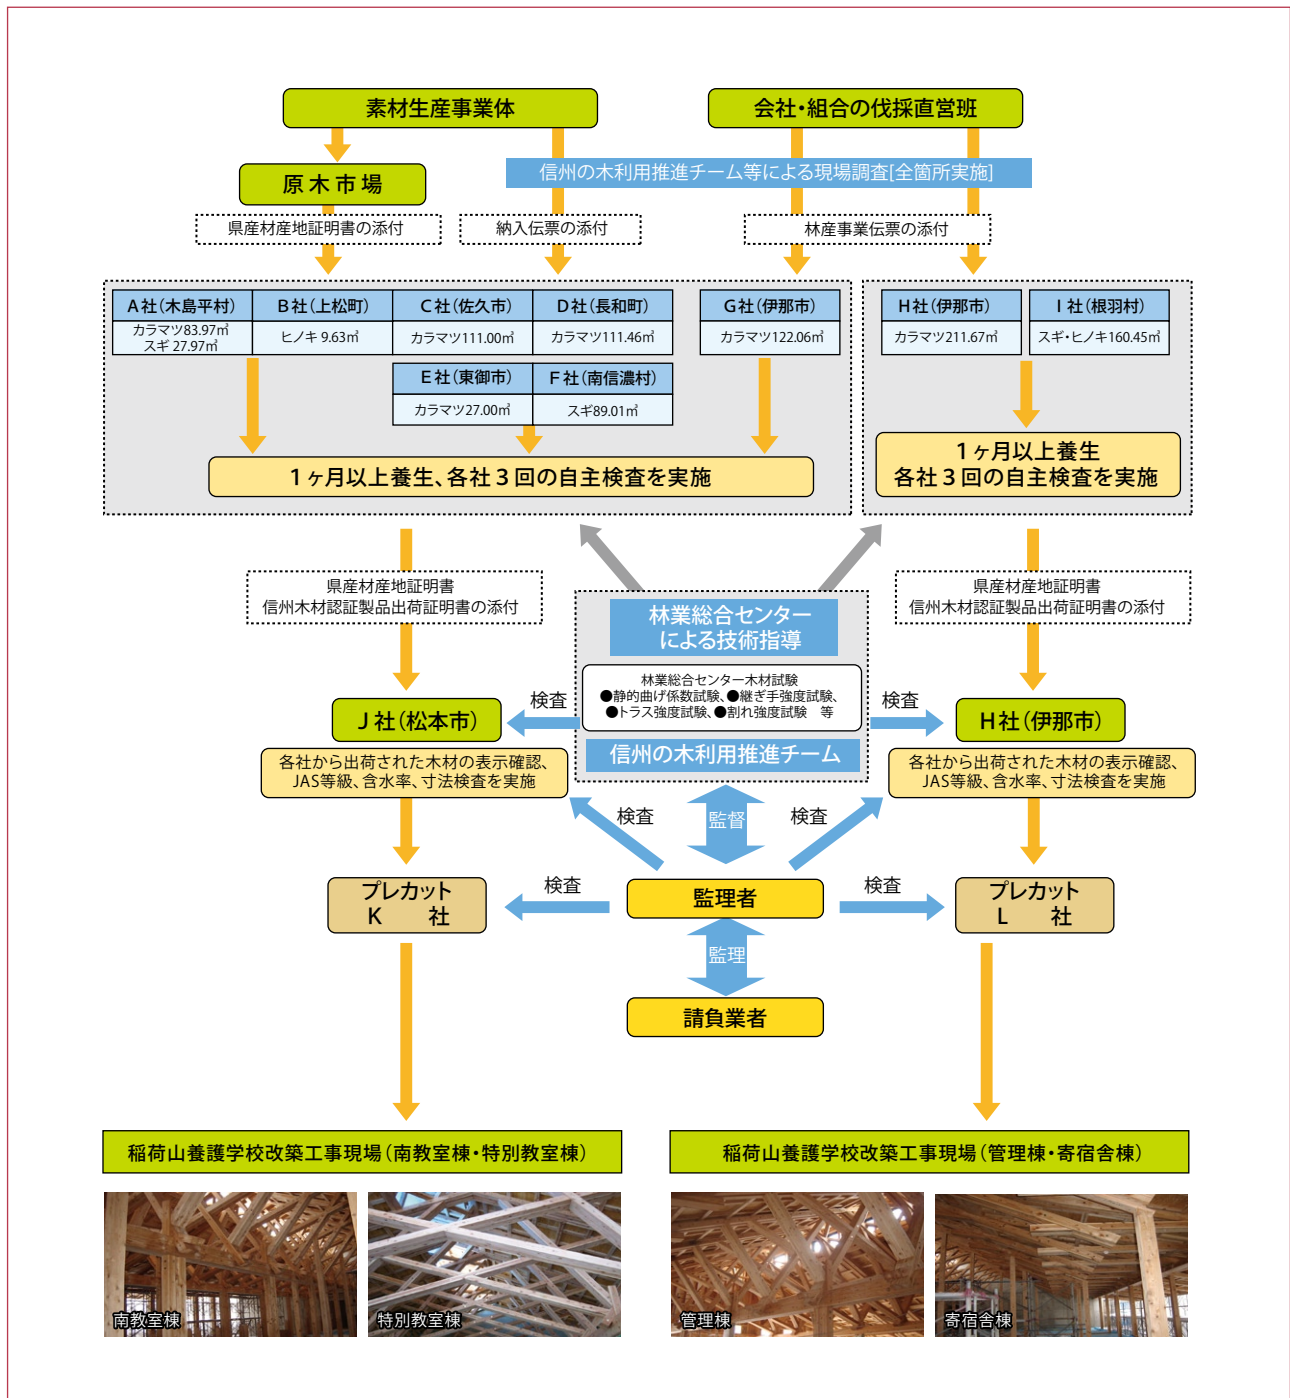 素材生産事業体
会社・組合の伐採直営班
信州の木利用推進チーム等による現場調査[全箇所実施]
原木市場
県産材産地証明書の添付
納入伝票の添付
林産事業伝票の添付
A社(木島平村)
カラマツ83.97㎥
スギ 27.97㎥
B社(上松町)
ヒノキ 9.63㎥
C社(佐久市)
カラマツ111.00㎥
D社(長和町)
カラマツ111.46㎥
G社(伊那市)
カラマツ122.06㎥
H社(伊那市)
カラマツ211.67㎥
I社(根羽村)
スギ・ヒノキ160.45㎥
E社(東御市)
カラマツ27.00㎥
F社(南信濃村)
スギ89.01㎥
1ヶ月以上養生、各社3回の自主検査を実施
1ヶ月以上養生
各社3回の自主検査を実施
県産材産地証明書
信州木材認証製品出荷証明書の添付
県産材産地証明書
信州木材認証製品出荷証明書の添付
林業総合センター
による技術指導
林業総合センター木材試験
●静的曲げ係数試験、●継ぎ手強度試験、
●トラス強度試験、●割れ強度試験 等
信州の木利用推進チーム
検査
検査
J社(松本市)
H社(伊那市)
各社から出荷された木材の表示確認、
JAS等級、含水率、寸法検査を実施
各社から出荷された木材の表示確認、
JAS等級、含水率、寸法検査を実施
検査
監督
検査
プレカット
K 社
検査
監理者
検査
プレカット
L 社
監理
請負業者
稲荷山養護学校改築工事現場(南教室棟・特別教室棟)
稲荷山養護学校改築工事現場(管理棟・寄宿舎棟)
南教室棟
特別教室棟
管理棟
寄宿舎棟